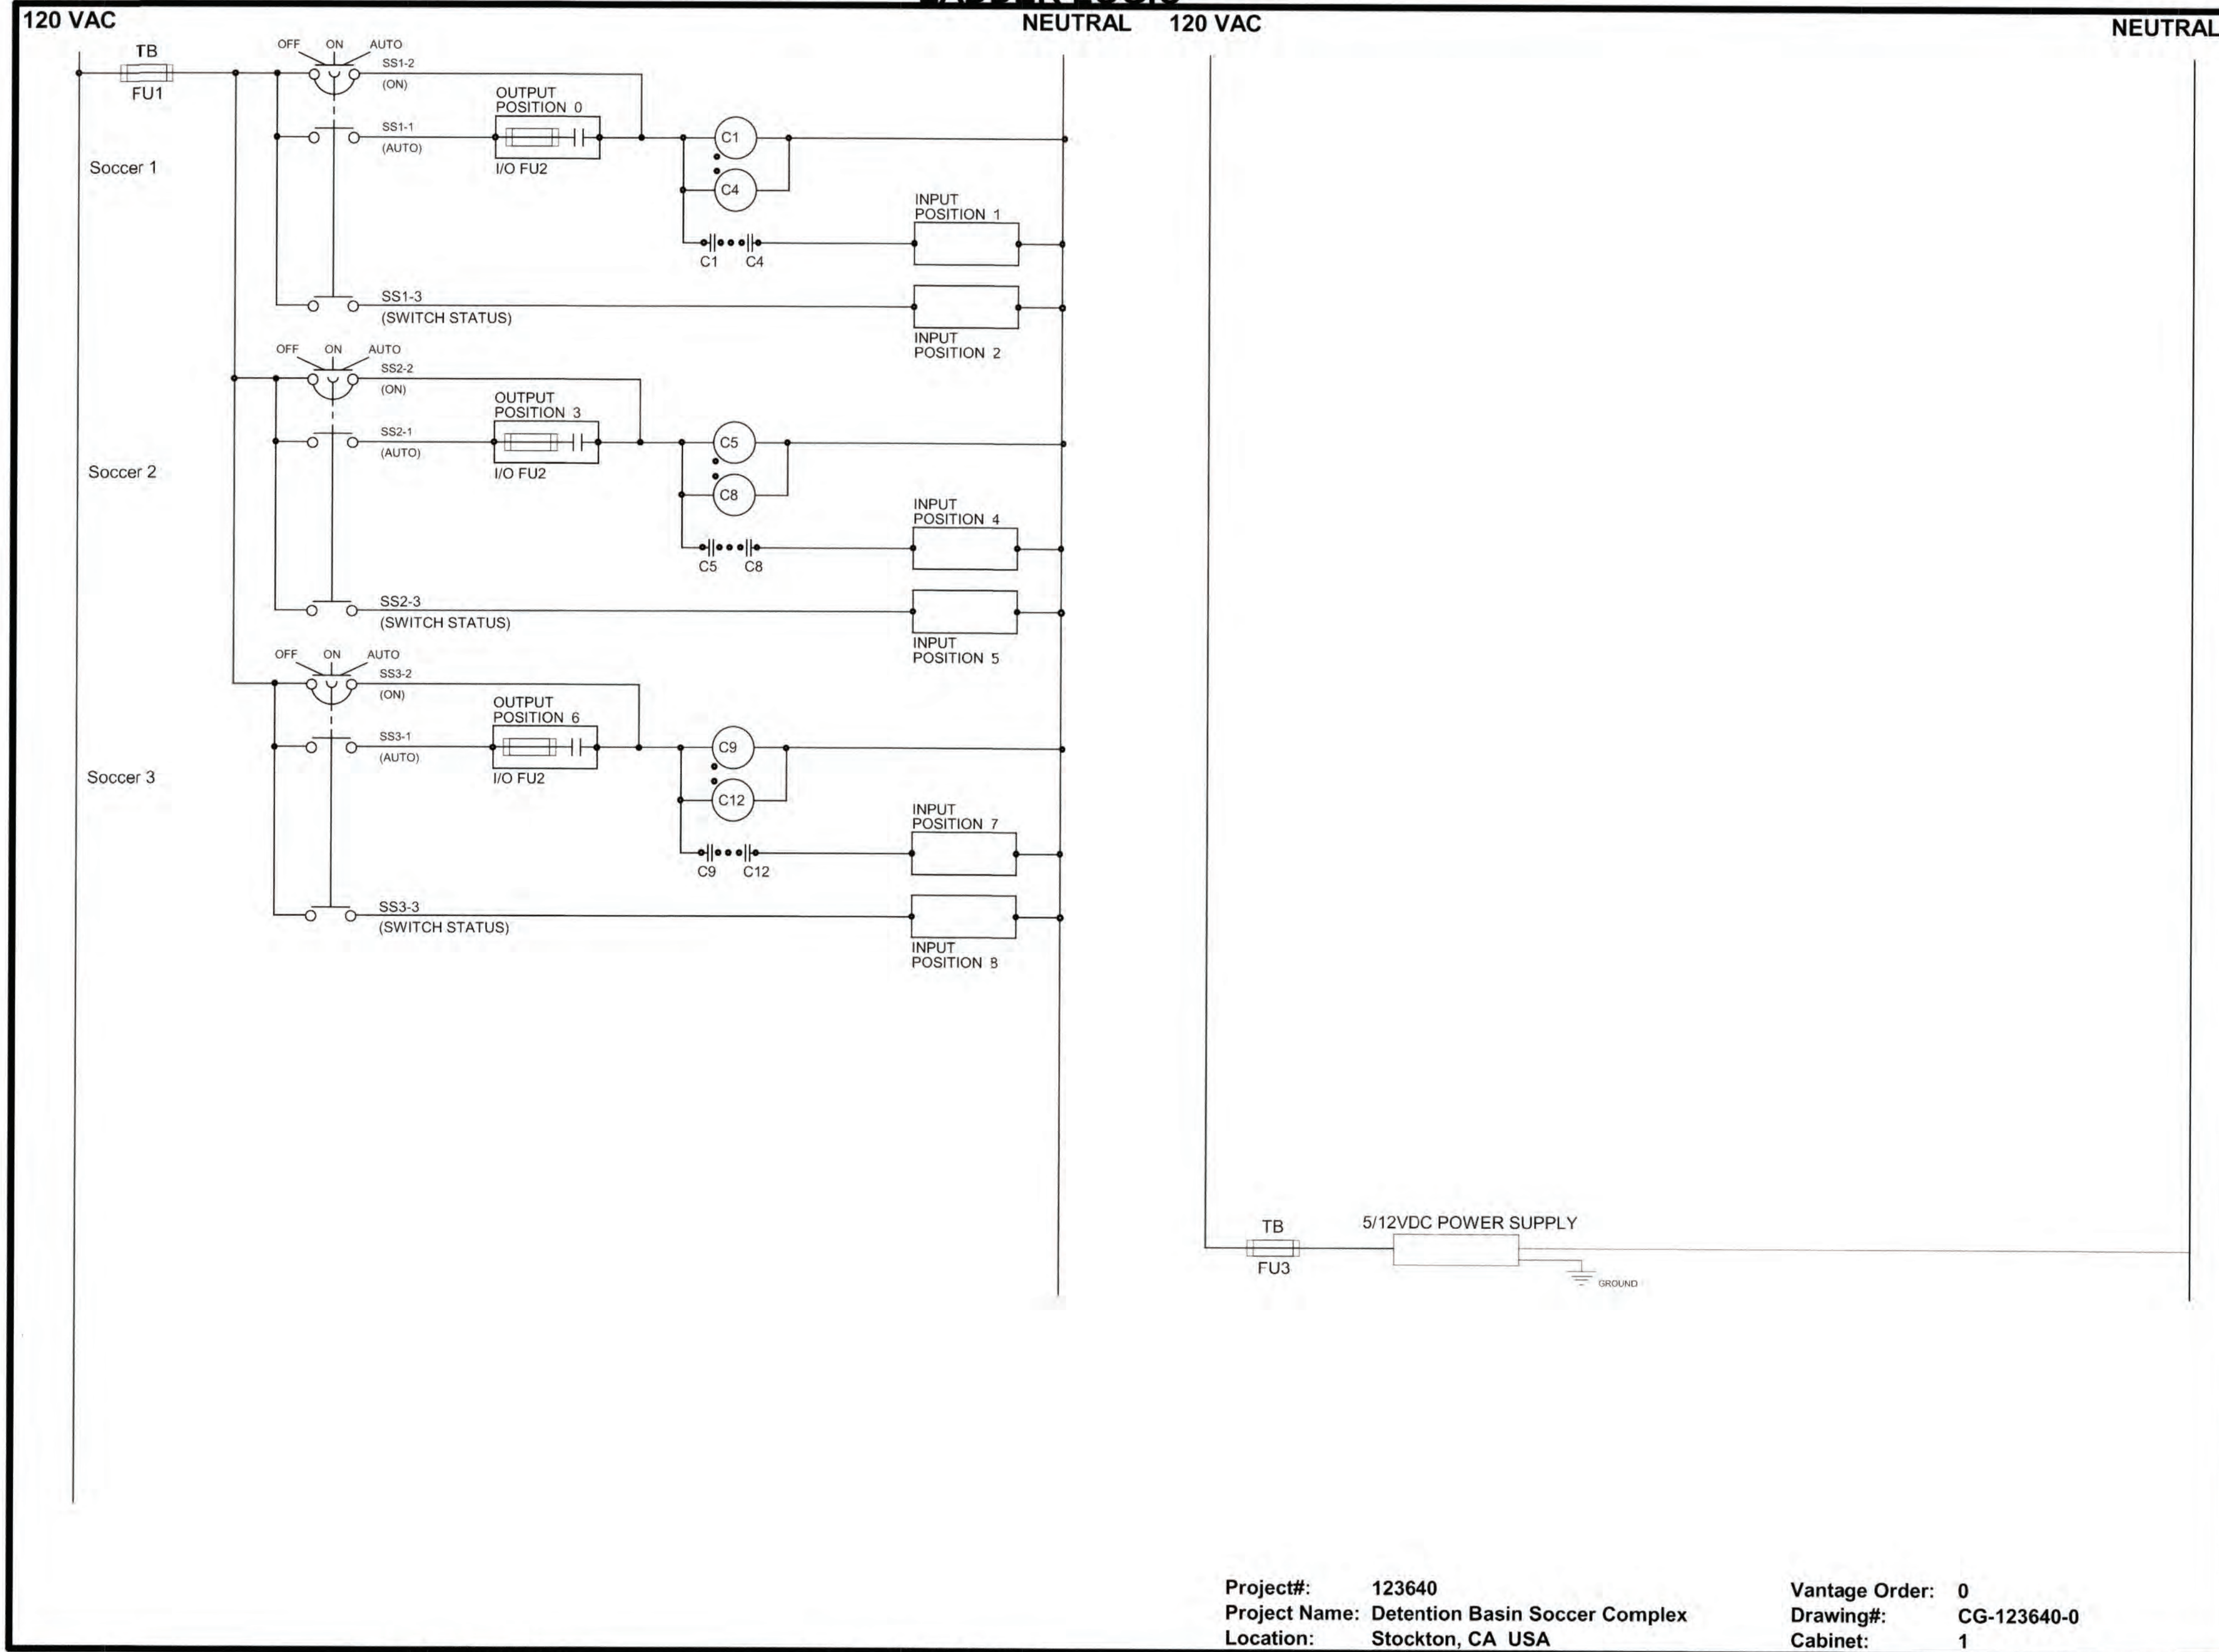 120 VAC
NEUTRAL
120 VAC
NEUTRAL
TB
FU1
OFF ON AUTO
SS1-2
(ON)
OUTPUT
POSITION 0
SS1-1
(AUTO)
I/O FU2
Soccer 1
C1
C4
INPUT
POSITION 1
C1 C4
SS1-3
(SWITCH STATUS)
INPUT
POSITION 2
OFF ON AUTO
SS2-2
(ON)
OUTPUT
POSITION 3
SS2-1
(AUTO)
I/O FU2
Soccer 2
C5
C8
INPUT
POSITION 4
C5 C8
SS2-3
(SWITCH STATUS)
INPUT
POSITION 5
OFF ON AUTO
SS3-2
(ON)
OUTPUT
POSITION 6
SS3-1
(AUTO)
I/O FU2
Soccer 3
C9
C12
INPUT
POSITION 7
C9 C12
SS3-3
(SWITCH STATUS)
INPUT
POSITION 8
TB
FU3
5/12VDC POWER SUPPLY
GROUND
Project#: 123640
Project Name: Detention Basin Soccer Complex
Location: Stockton, CA USA
Vantage Order: 0
Drawing#: CG-123640-0
Cabinet: 1